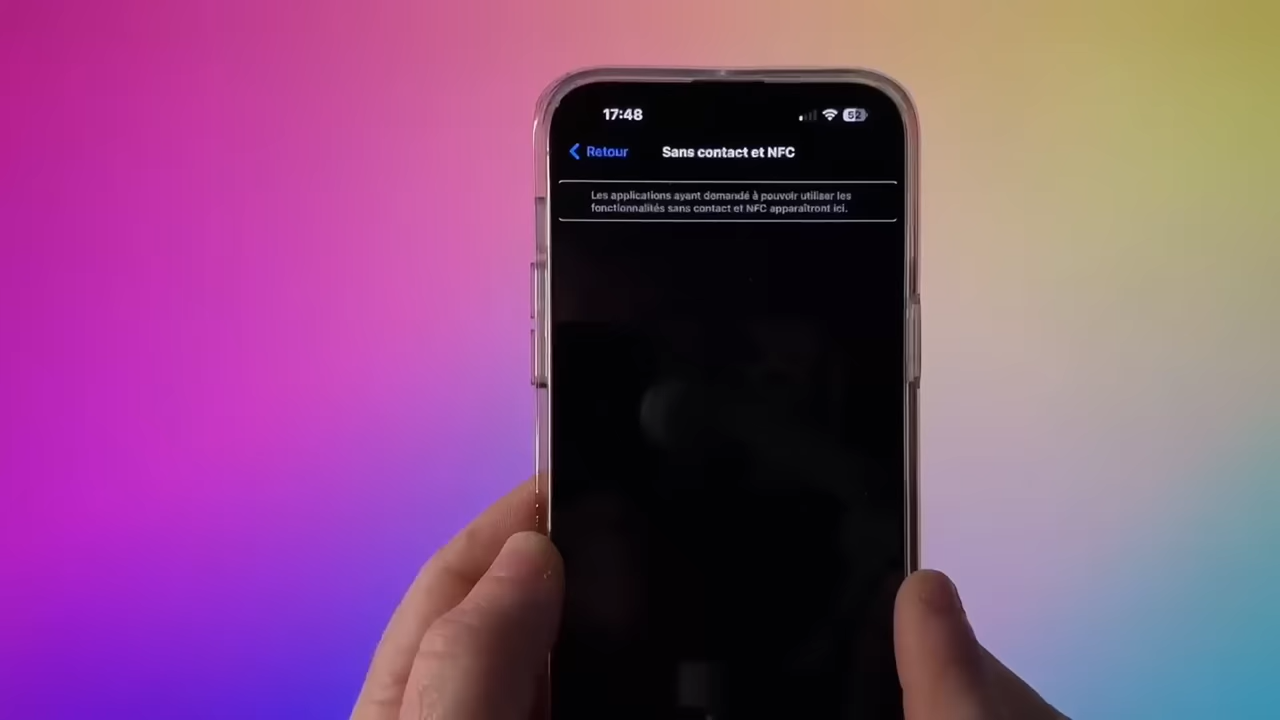 17:48
52
Retour
Sans contact et NFC
Les applications ayant demandé à pouvoir utiliser les
fonctionnalités sans contact et NFC apparaîtront ici.